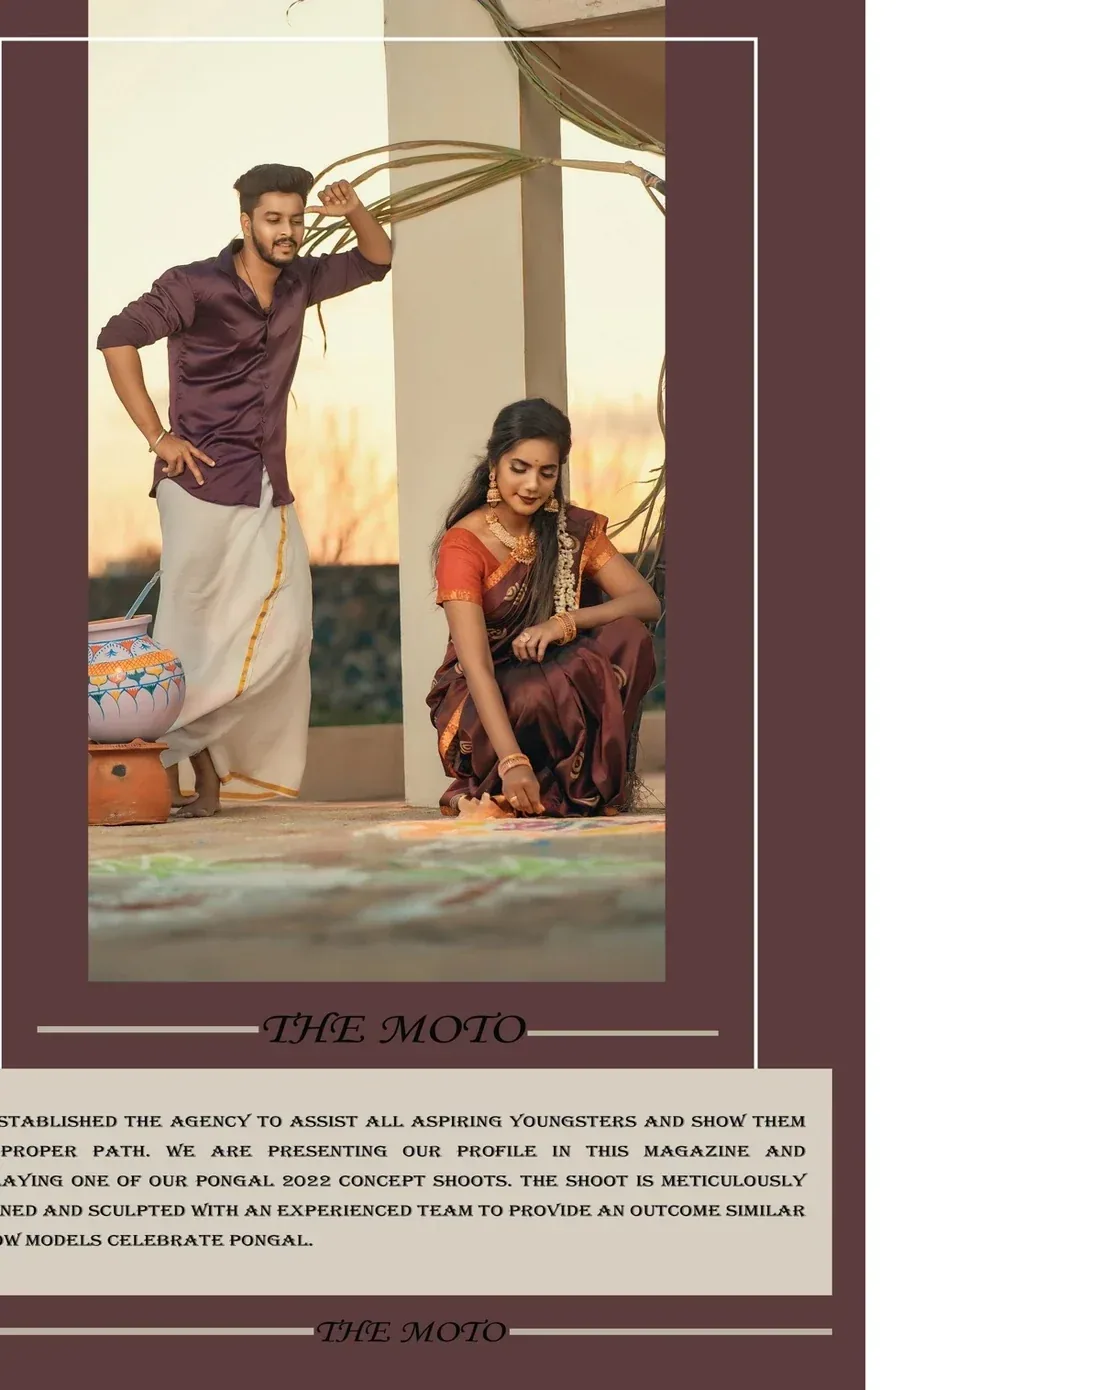 THE MOTO
STABLISHED THE AGENCY TO ASSIST ALL ASPIRING YOUNGSTERS AND SHOW THEM
PROPER PATH. WE ARE PRESENTING OUR PROFILE IN THIS MAGAZINE AND
AYING ONE OF OUR PONGAL 2022 CONCEPT SHOOTS. THE SHOOT IS METICULOUSLY
NED AND SCULPTED WITH AN EXPERIENCED TEAM TO PROVIDE AN OUTCOME SIMILAR
OW MODELS CELEBRATE PONGAL.
THE MOTO